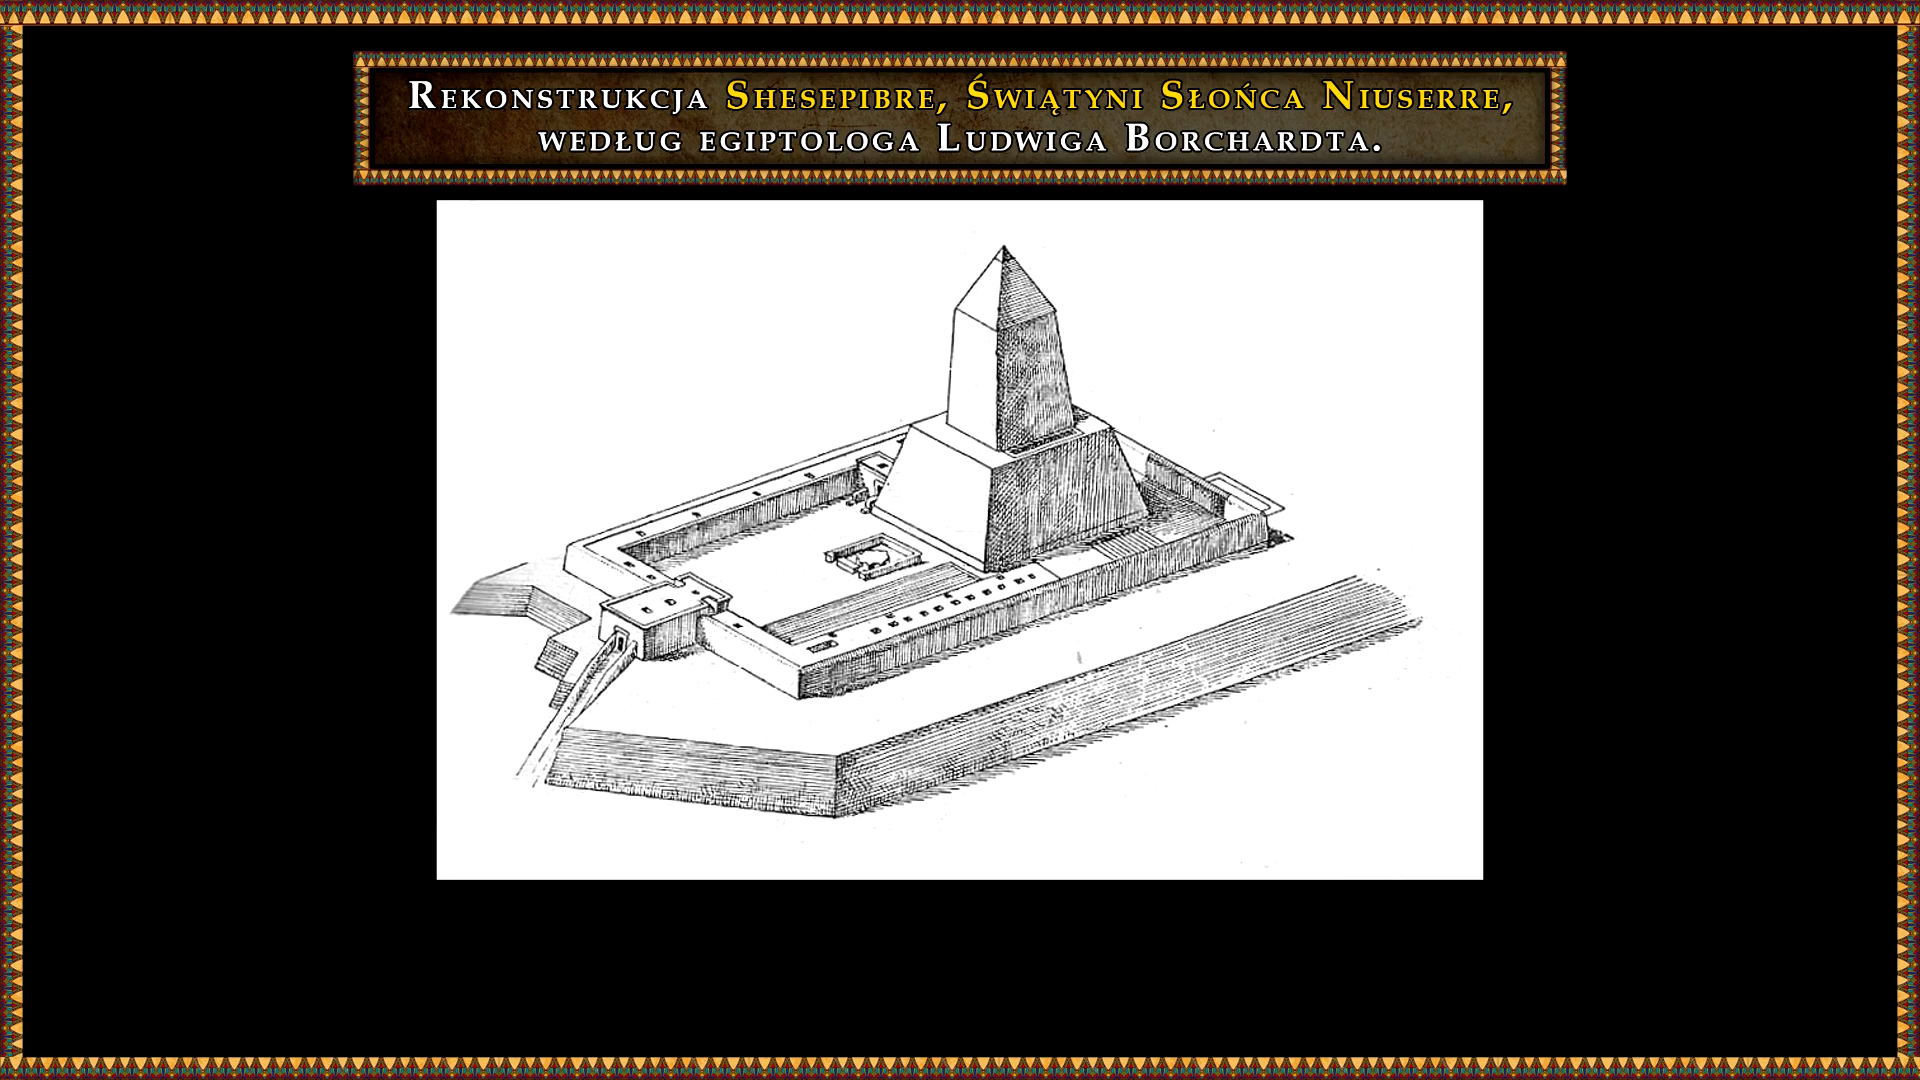 Rekonstrukcja Shesepibre, Świątyni Słońca Niuserre,
według egiptologa Ludwiga Borchardta.